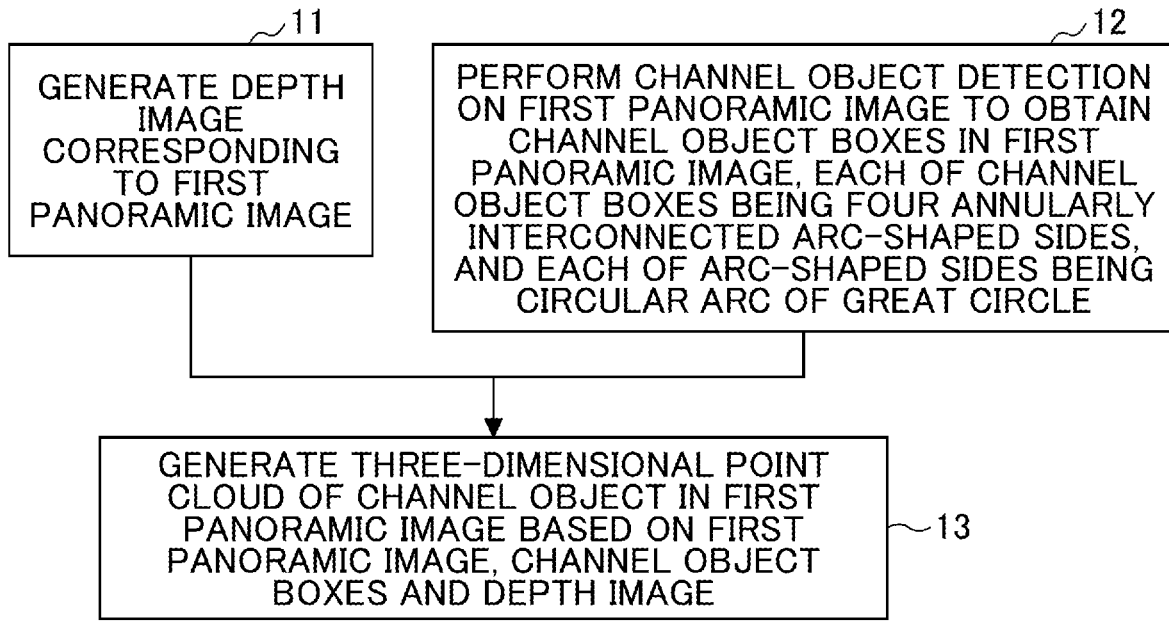 11
GENERATE DEPTH
IMAGE
CORRESPONDING
TO FIRST
PANORAMIC IMAGE
12
PERFORM CHANNEL OBJECT DETECTION
ON FIRST PANORAMIC IMAGE TO OBTAIN
CHANNEL OBJECT BOXES IN FIRST
PANORAMIC IMAGE, EACH OF CHANNEL
OBJECT BOXES BEING FOUR ANNULARLY
INTERCONNECTED ARC-SHAPED SIDES,
AND EACH OF ARC-SHAPED SIDES BEING
CIRCULAR ARC OF GREAT CIRCLE
GENERATE THREE-DIMENSIONAL POINT
CLOUD OF CHANNEL OBJECT IN FIRST
PANORAMIC IMAGE BASED ON FIRST
PANORAMIC IMAGE, CHANNEL OBJECT
BOXES AND DEPTH IMAGE
13